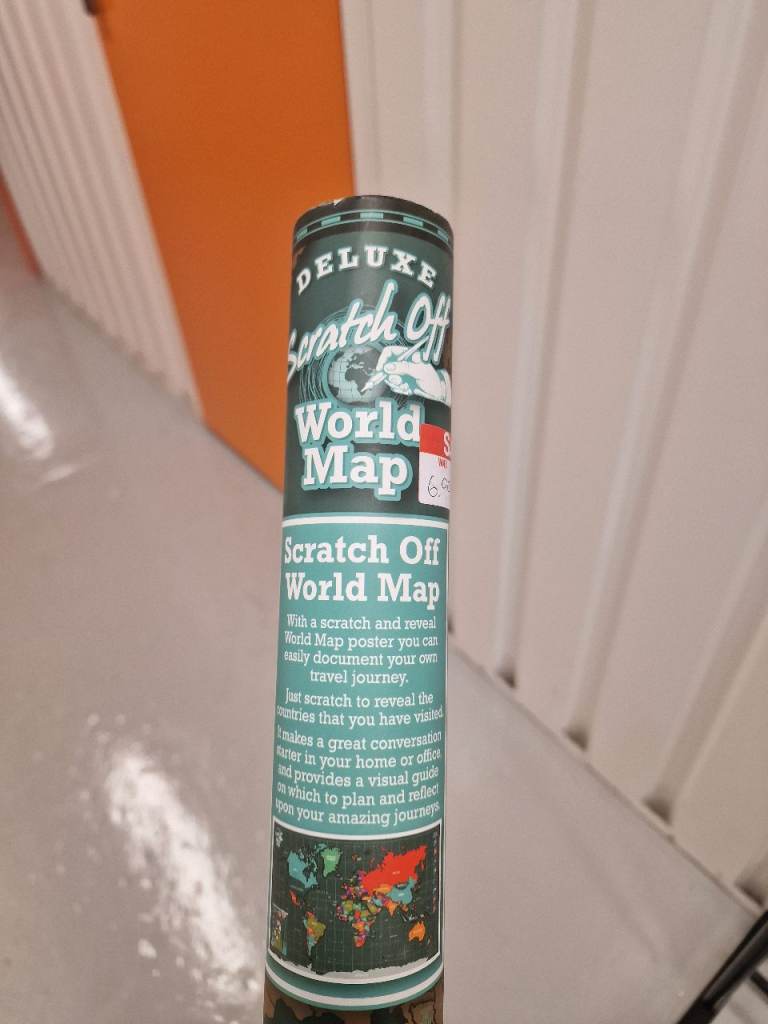 DELUXE
Scratch Off
World
Map
Scratch Off
World Map
With a scratch and reveal
World Map poster you can
easily document your own
travel journey.
Just scratch to reveal the
countries that you have visited.
It makes a great conversation
starter in your home or office,
and provides a visual guide
on which to plan and reflect
upon your amazing journeys.